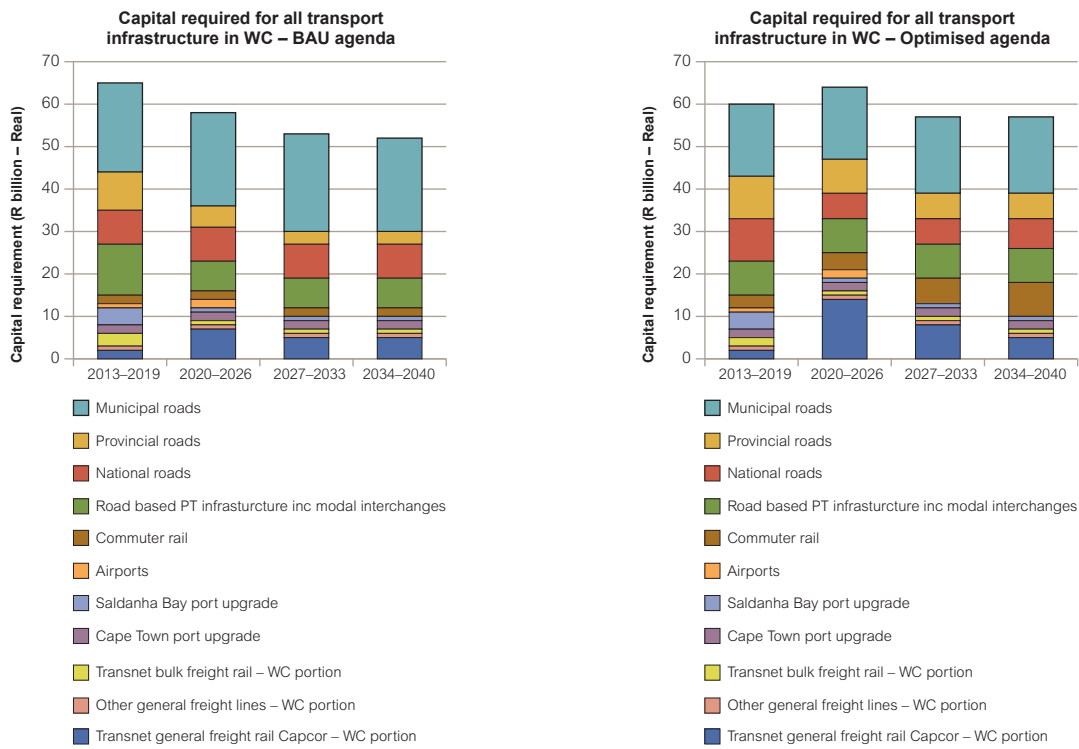 Capital required for all transport
infrastructure in WC – BAU agenda
Capital requirement (R billion – Real)
70
60
50
40
30
20
10
0
2013–2019
2020–2026
2027–2033
2034–2040
Municipal roads
Provincial roads
National roads
Road based PT infrasturcture inc modal interchanges
Commuter rail
Airports
Saldanha Bay port upgrade
Cape Town port upgrade
Transnet bulk freight rail – WC portion
Other general freight lines – WC portion
Transnet general freight rail Capcor – WC portion
Capital required for all transport
infrastructure in WC – Optimised agenda
Capital requirement (R billion – Real)
70
60
50
40
30
20
10
0
2013–2019
2020–2026
2027–2033
2034–2040
Municipal roads
Provincial roads
National roads
Road based PT infrasturcture inc modal interchanges
Commuter rail
Airports
Saldanha Bay port upgrade
Cape Town port upgrade
Transnet bulk freight rail – WC portion
Other general freight lines – WC portion
Transnet general freight rail Capcor – WC portion